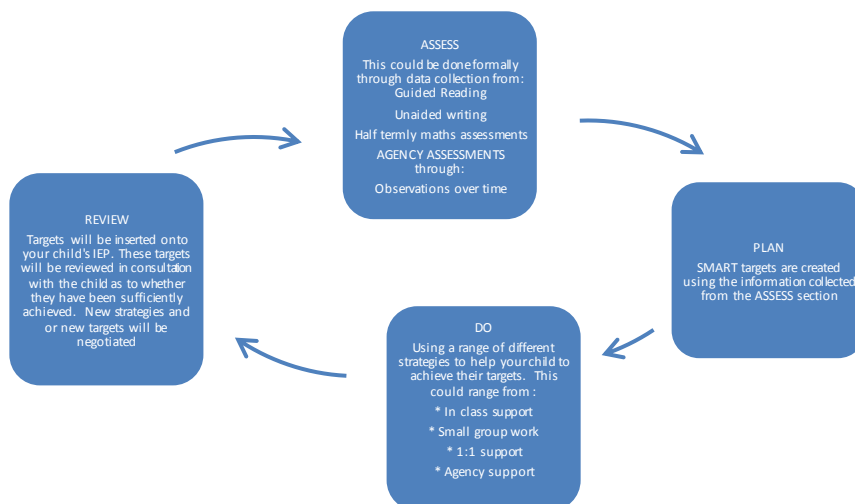 ASSESS
This could be done formally
through data collection from:
Guided Reading
Unaided writing
Half termly maths assessments
AGENCY ASSESSMENTS
through:
Observations over time
PLAN
SMART targets are created
using the information collected
from the ASSESS section
DO
Using a range of different
strategies to help your child to
achieve their targets. This
could range from :
* In class support
* Small group work
* 1:1 support
* Agency support
REVIEW
Targets will be inserted onto
your child's IEP. These targets
will be reviewed in consultation
with the child as to whether
they have been sufficiently
achieved. New strategies and
or new targets will be
negotiated